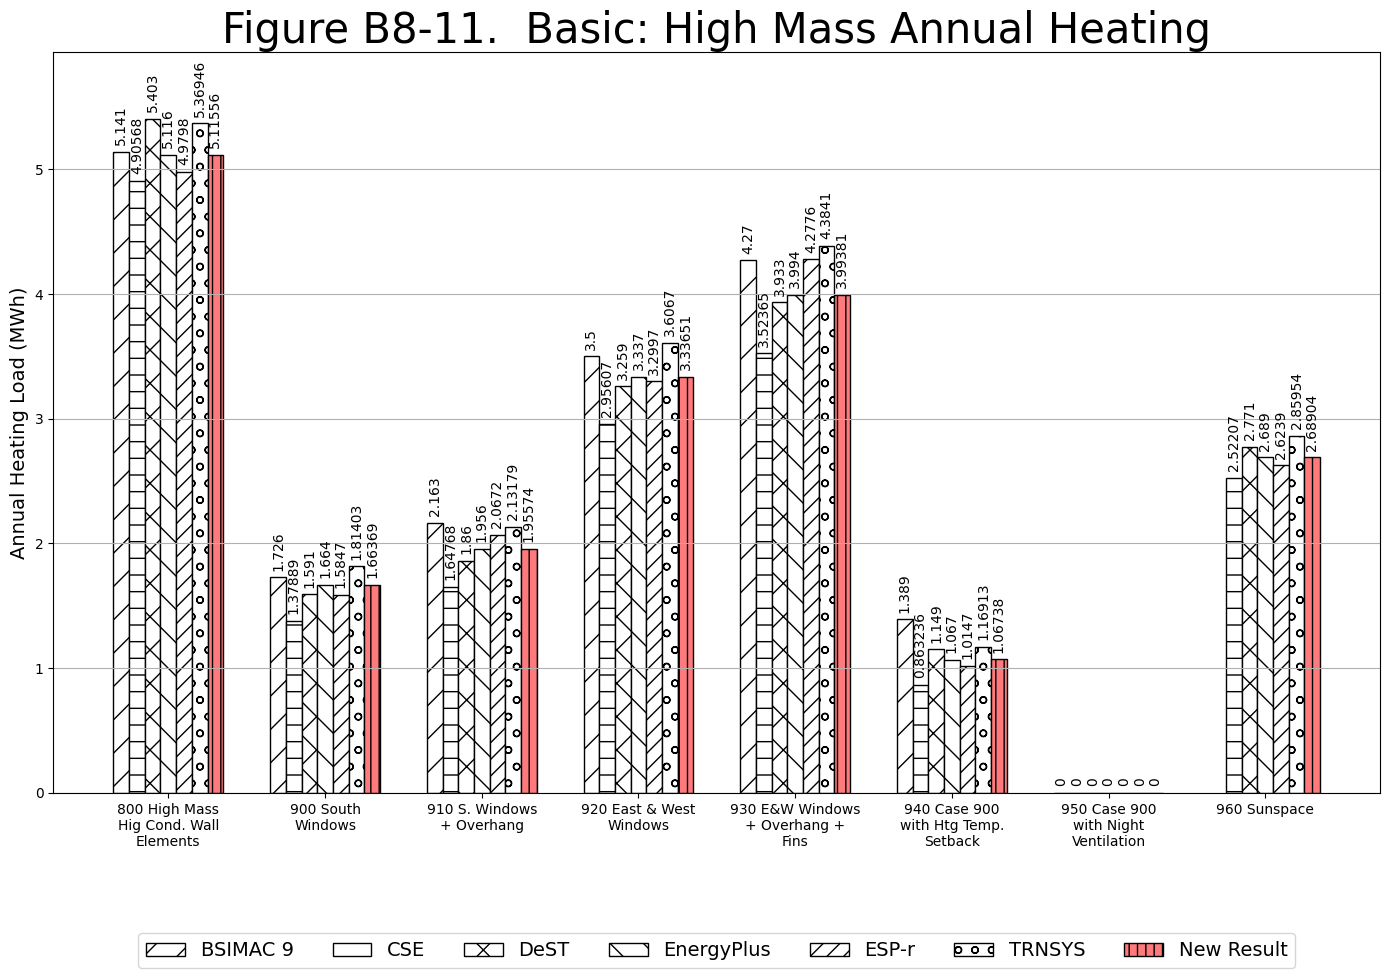 Figure B8-11.  Basic: High Mass Annual Heating
Annual Heating Load (MWh)
5
4
3
2
1
0
5.141
4.90568
5.403
5.116
4.9798
5.36946
5.11556
1.726
1.37889
1.591
1.664
1.5847
1.81403
1.66369
2.163
1.64768
1.86
1.956
2.0672
2.13179
1.95574
3.5
2.95607
3.259
3.337
3.2997
3.6067
3.33651
4.27
3.52365
3.933
3.994
4.2776
4.3841
3.99381
1.389
0.863236
1.149
1.067
1.0147
1.16913
1.06738
0
0
0
0
0
0
0
2.52207
2.771
2.689
2.6239
2.85954
2.68904
800 High Mass
Hig Cond. Wall
Elements
900 South
Windows
910 S. Windows
+ Overhang
920 East & West
Windows
930 E&W Windows
+ Overhang +
Fins
940 Case 900
with Htg Temp.
Setback
950 Case 900
with Night
Ventilation
960 Sunspace
BSIMAC 9
CSE
DeST
EnergyPlus
ESP-r
TRNSYS
New Result